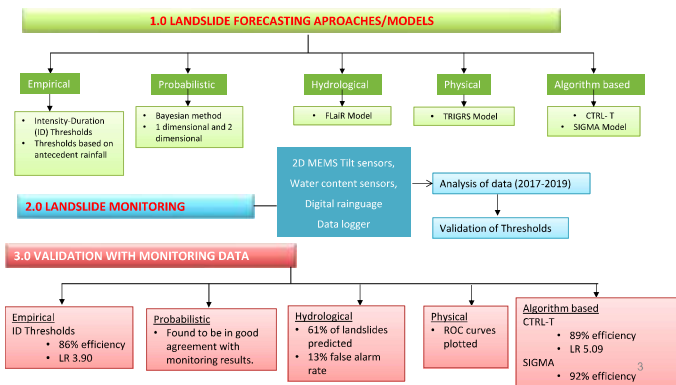 1.0 LANDSLIDE FORECASTING APROACHES/MODELS
Empirical
Probabilistic
Hydrological
Physical
Algorithm based
• Intensity-Duration
(ID) Thresholds
• Thresholds based on
antecedent rainfall
• Bayesian method
• 1 dimensional and 2
dimensional
• FLaiR Model
• TRIGRS Model
• CTRL- T
• SIGMA Model
2.0 LANDSLIDE MONITORING
2D MEMS Tilt sensors,
Water content sensors,
Digital rainguage
Data logger
Analysis of data (2017-2019)
Validation of Thresholds
3.0 VALIDATION WITH MONITORING DATA
Empirical
ID Thresholds
• 86% efficiency
• LR 3.90
Probabilistic
• Found to be in good
agreement with
monitoring results.
Hydrological
• 61% of landslides
predicted
• 13% false alarm
rate
Physical
• ROC curves
plotted
Algorithm based
CTRL-T
• 89% efficiency
• LR 5.09
SIGMA
• 92% efficiency
3